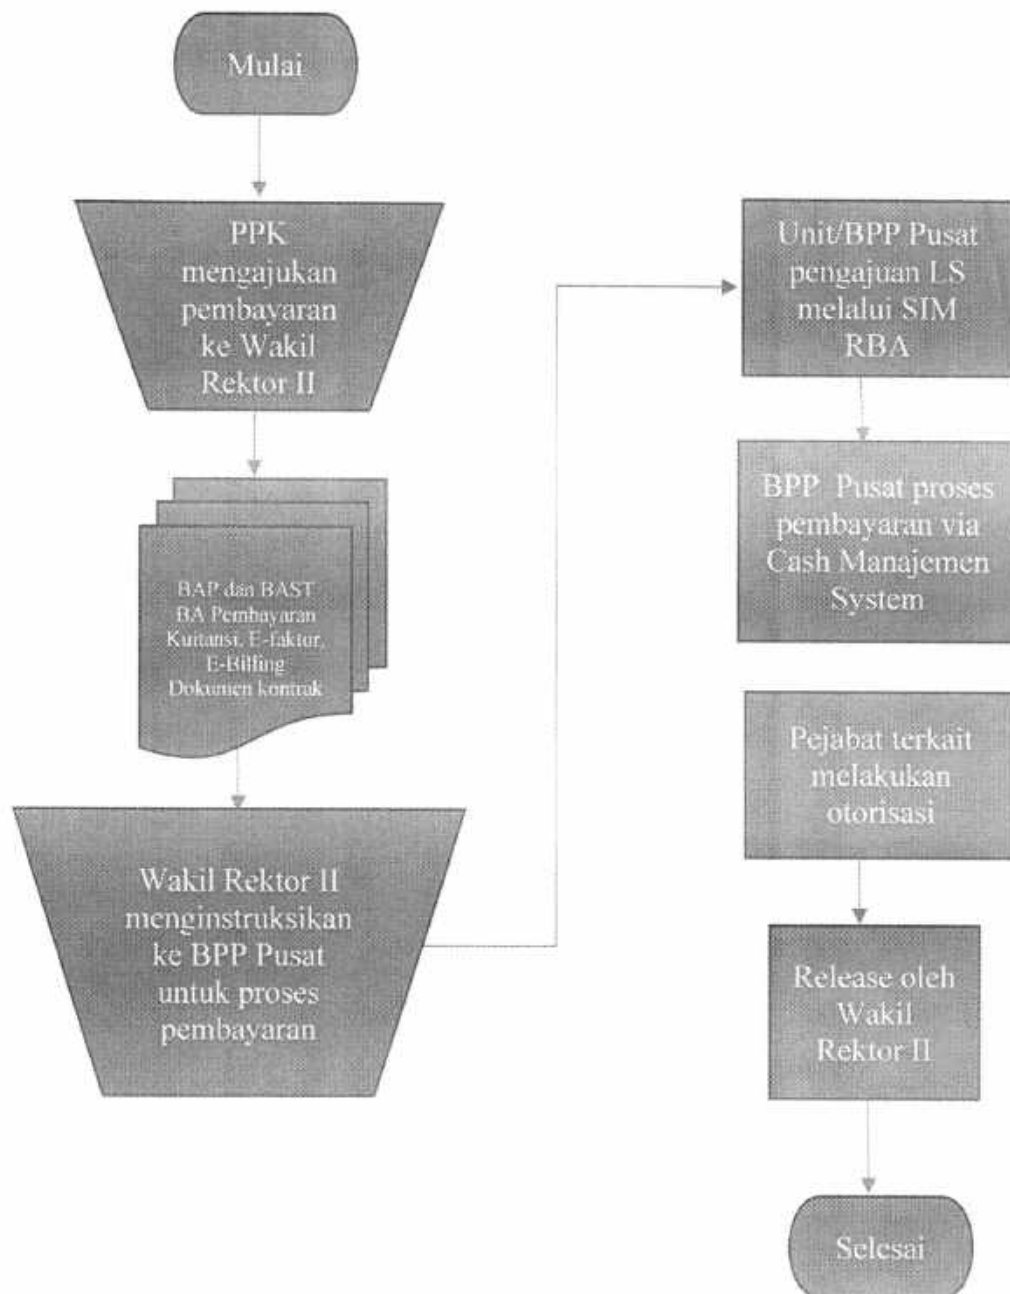 Mulai
PPK
mengajukan
pembayaran
ke Wakil
Rektor II
BAP dan BAST
BA Pembayaran
Kuitansi, E-faktur,
E-Billing
Dokumen kontrak
Wakil Rektor II
menginstruksikan
ke BPP Pusat
untuk proses
pembayaran
Unit/BPP Pusat
pengajuan LS
melalui SIM
RBA
BPP Pusat proses
pembayaran via
Cash Manajemen
System
Pejabat terkait
melakukan
otorisasi
Release oleh
Wakil
Rektor II
Selesai